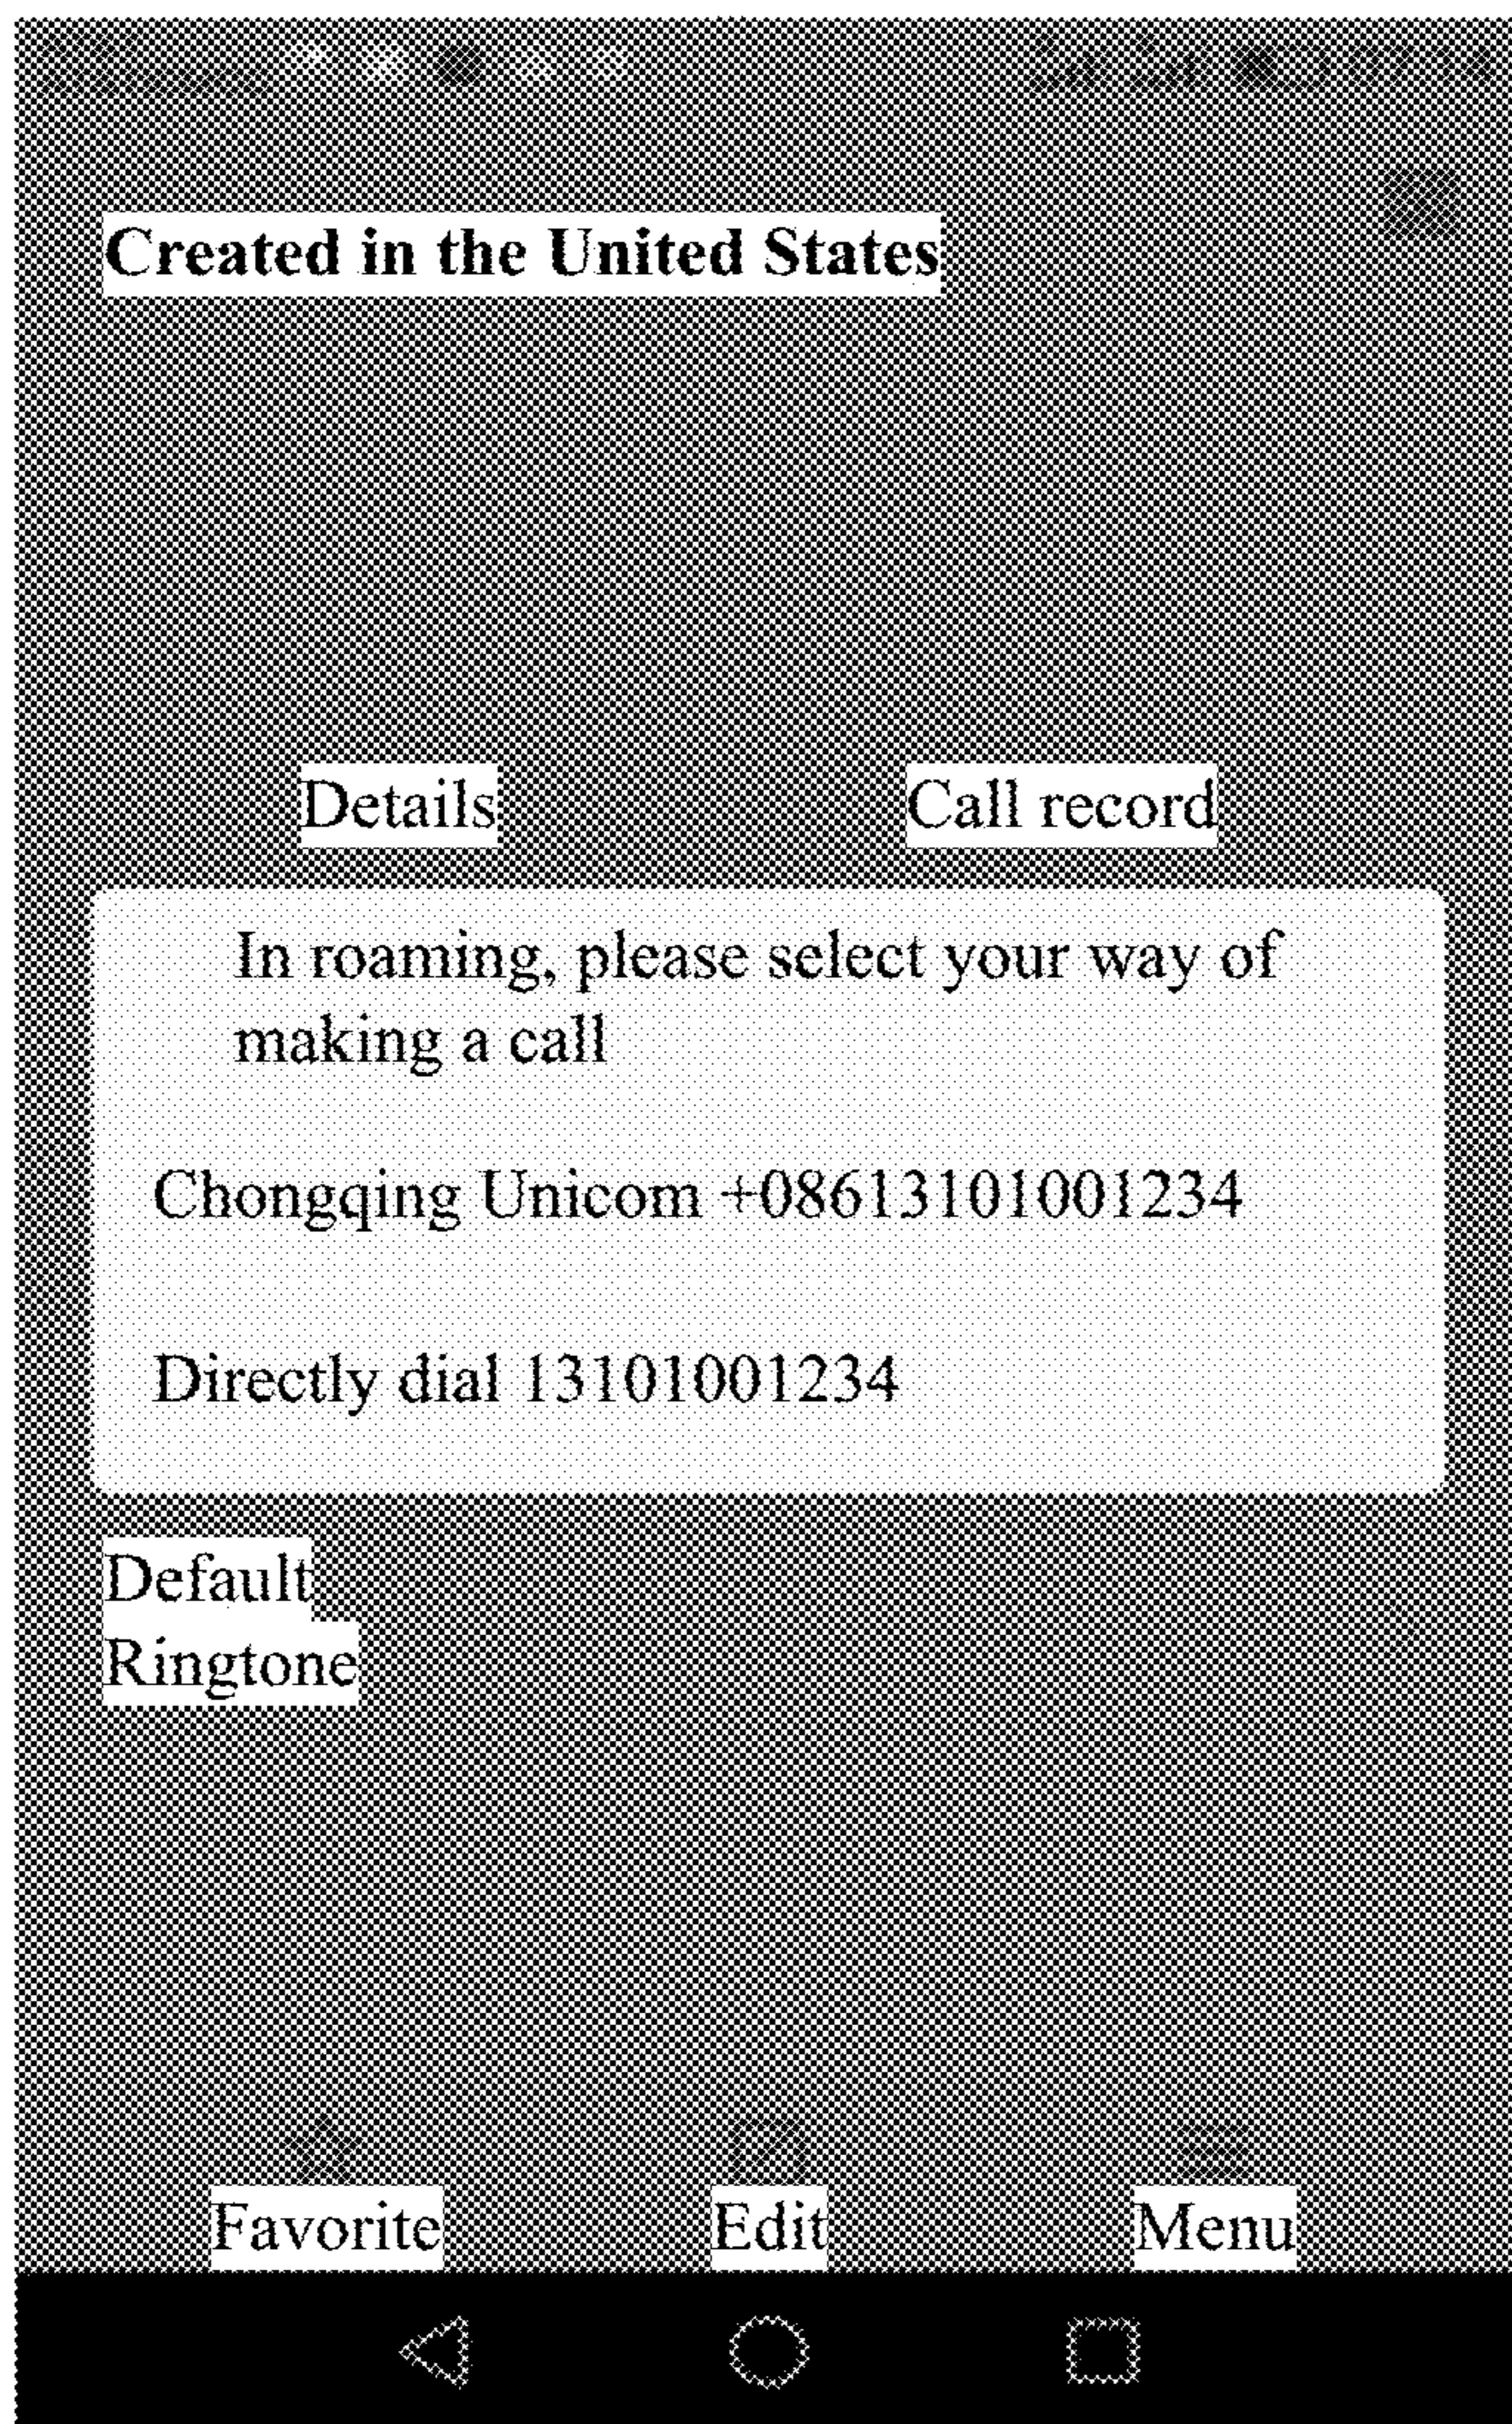 Created in the United States
Details Call record
In roaming, please select your way of
making a call
Chongqing Unicom +08613101001234
Directly dial 13101001234
Default
Ringtone
Favorite Edit Menu